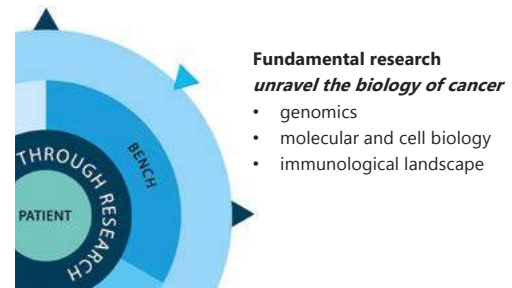 Fundamental research
unravel the biology of cancer
• genomics
• molecular and cell biology
• immunological landscape
THROUGH RESEARCH
BENCH
PATIENT